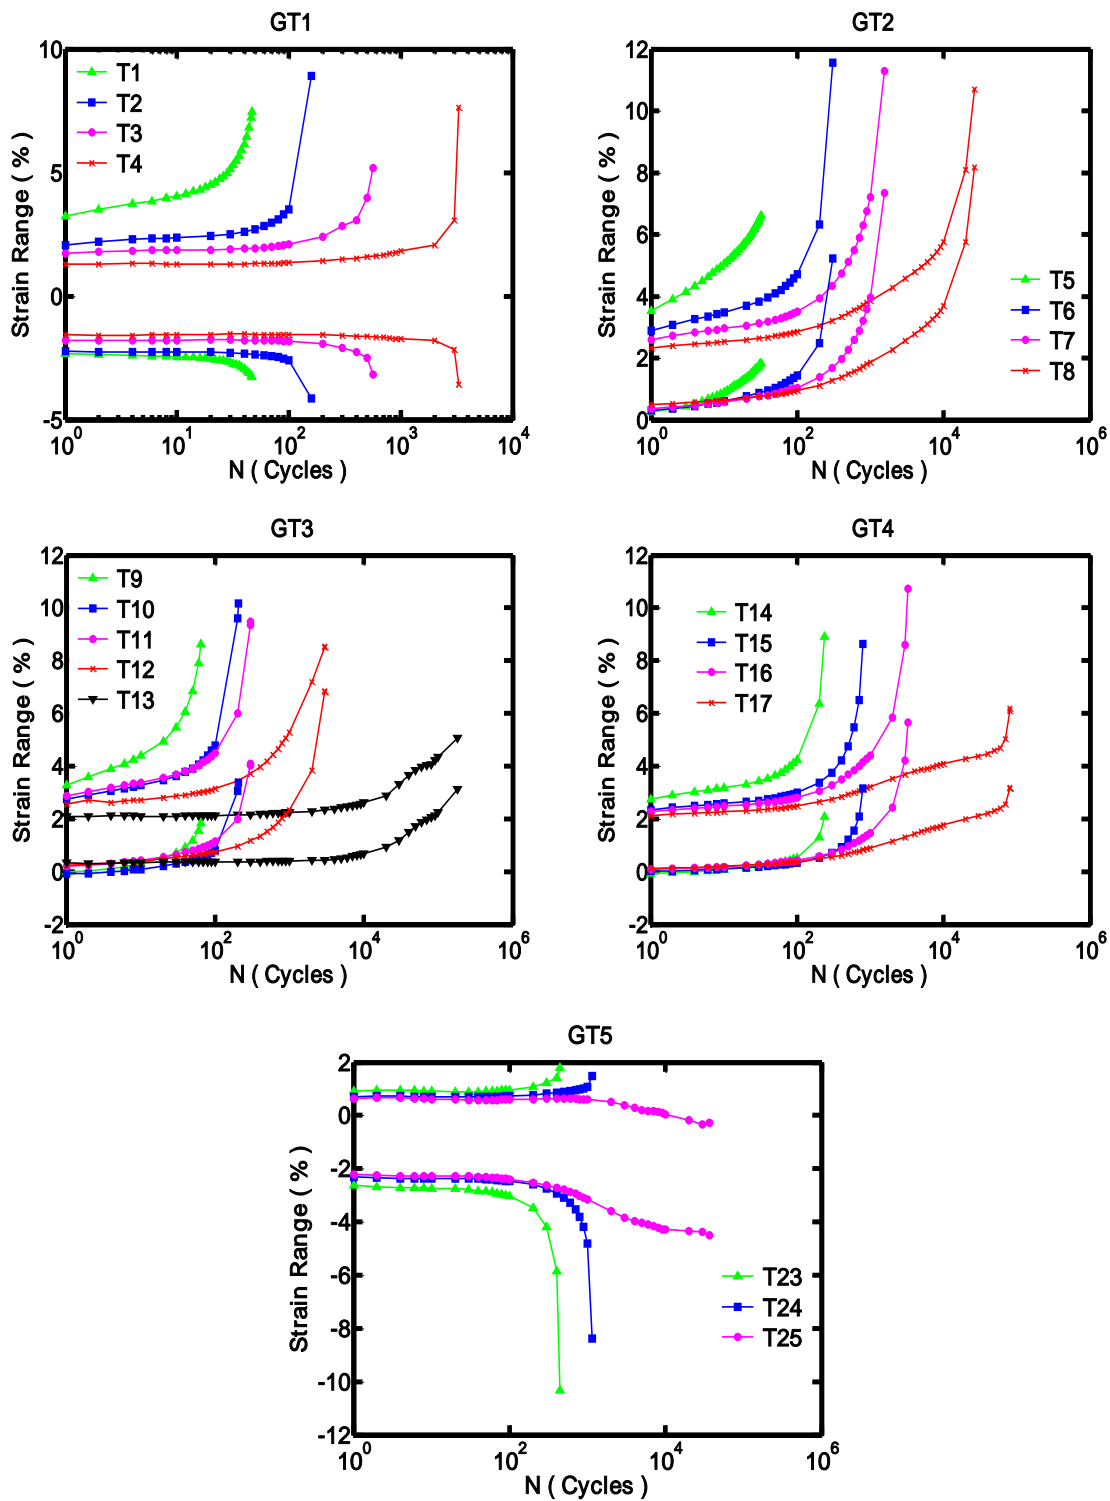 GT1
10
5
0
-5
Strain Range ( % )
T1
T2
T3
T4
10^0 10^1 10^2 10^3 10^4
N ( Cycles )
GT2
12
10
8
6
4
2
0
Strain Range ( % )
T5
T6
T7
T8
10^0 10^2 10^4 10^6
N ( Cycles )
GT3
12
10
8
6
4
2
0
-2
Strain Range ( % )
T9
T10
T11
T12
T13
10^0 10^2 10^4 10^6
N ( Cycles )
GT4
12
10
8
6
4
2
0
-2
Strain Range ( % )
T14
T15
T16
T17
10^0 10^2 10^4 10^6
N ( Cycles )
GT5
2
0
-2
-4
-6
-8
-10
-12
Strain Range ( % )
T23
T24
T25
10^0 10^2 10^4 10^6
N ( Cycles )